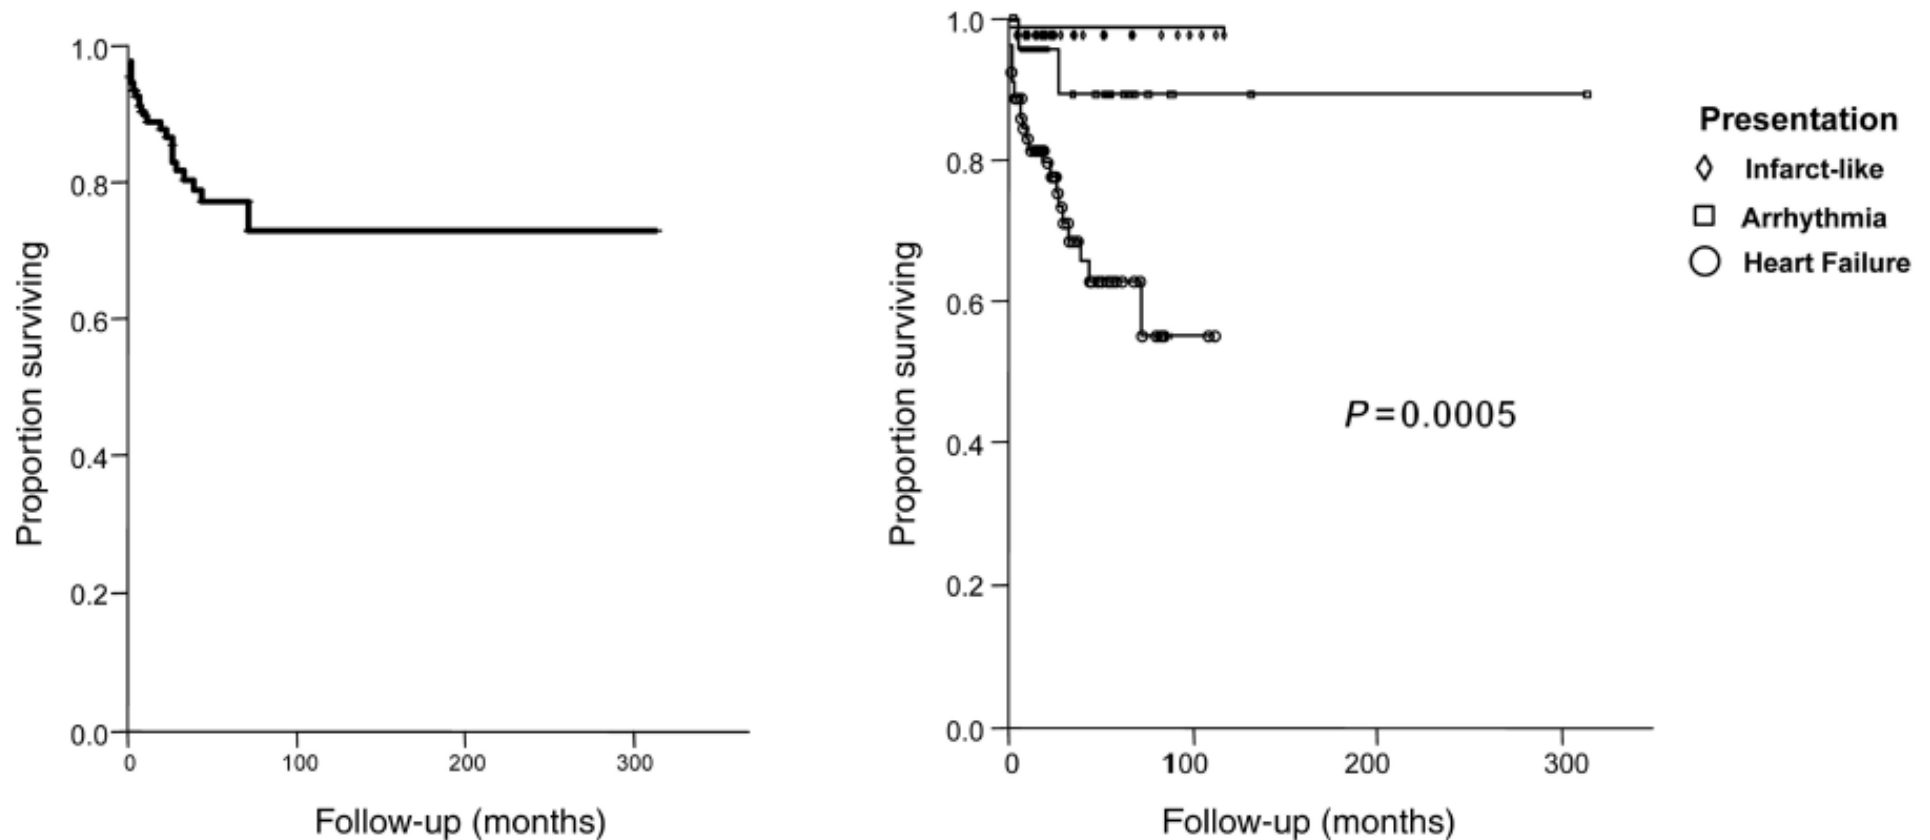 Proportion surviving
1.0
0.8
0.6
0.4
0.2
0.0
0 100 200 300
Follow-up (months)
Proportion surviving
1.0
0.8
0.6
0.4
0.2
0.0
0 100 200 300
Follow-up (months)
P=0.0005
Presentation
Infarct-like
Arrhythmia
Heart Failure